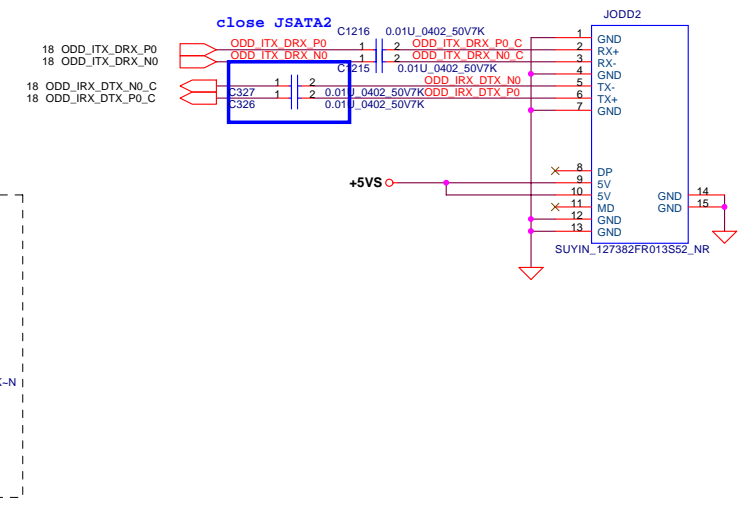 JODD2
close JSATA2
C1216 0.01U_0402_50V7K
18 ODD_ITX_DRX_P0 ODD_ITX_DRX_P0 1 2 ODD_ITX_DRX_P0_C
18 ODD_ITX_DRX_N0 ODD_ITX_DRX_N0 1 2 ODD_ITX_DRX_N0_C
C1215 0.01U_0402_50V7K
18 ODD_IRX_DTX_N0_C 1 2 ODD_IRX_DTX_N0
18 ODD_IRX_DTX_P0_C C327 1 2 0.01U_0402_50V7K ODD_IRX_DTX_P0
C326 0.01U_0402_50V7K
1 GND
2 RX+
3 RX-
4 GND
5 TX-
6 TX+
7 GND
8 DP
+5VS 9 5V
10 5V GND 14
11 MD GND 15
12 GND
13 GND
SUYIN_127382FR013S52_NR
~N